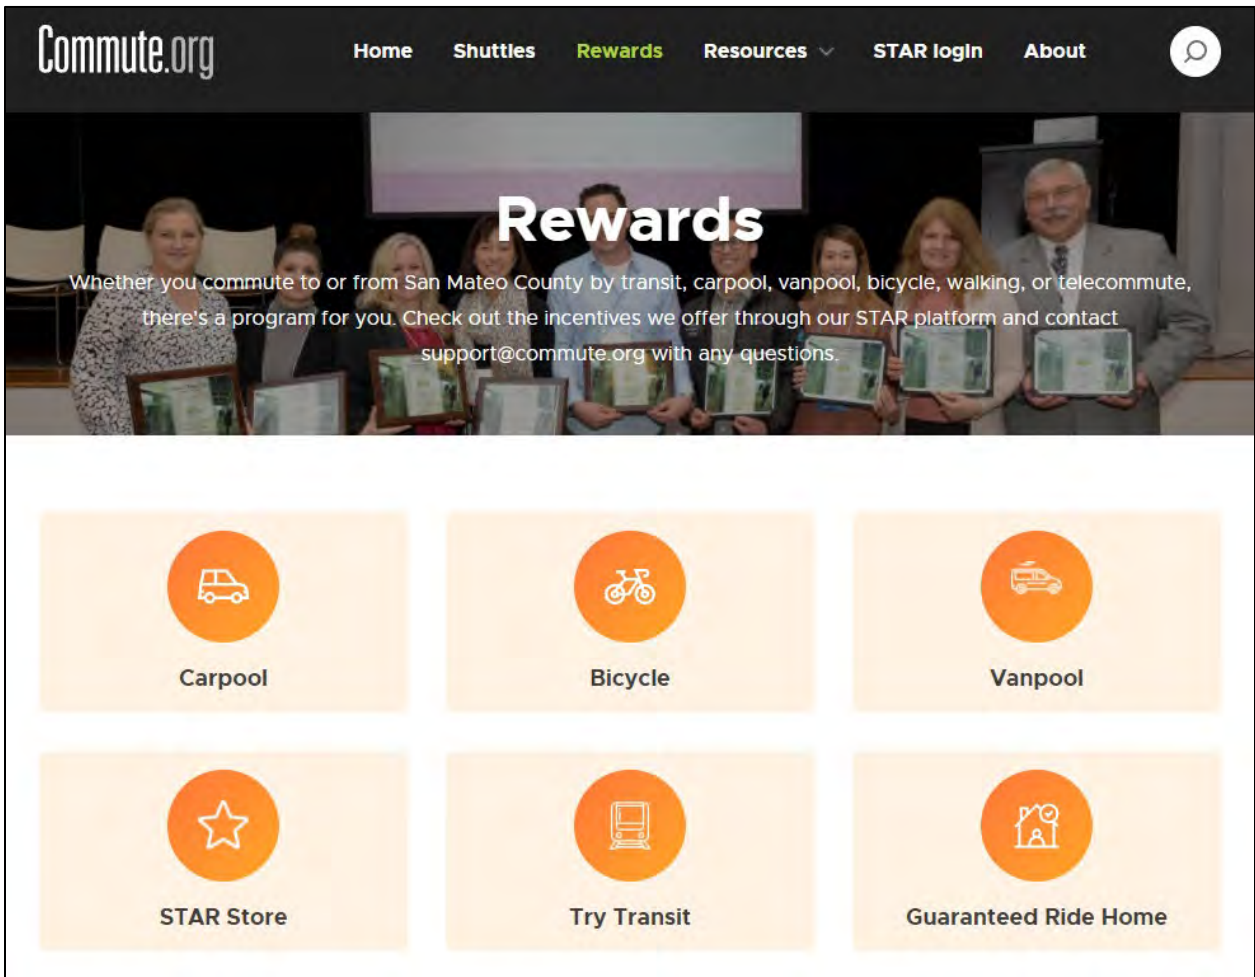 Commute.org
Home Shuttles Rewards Resources STAR login About
Rewards
Whether you commute to or from San Mateo County by transit, carpool, vanpool, bicycle, walking, or telecommute,
there's a program for you. Check out the incentives we offer through our STAR platform and contact
support@commute.org with any questions.
Carpool Bicycle Vanpool
STAR Store Try Transit Guaranteed Ride Home